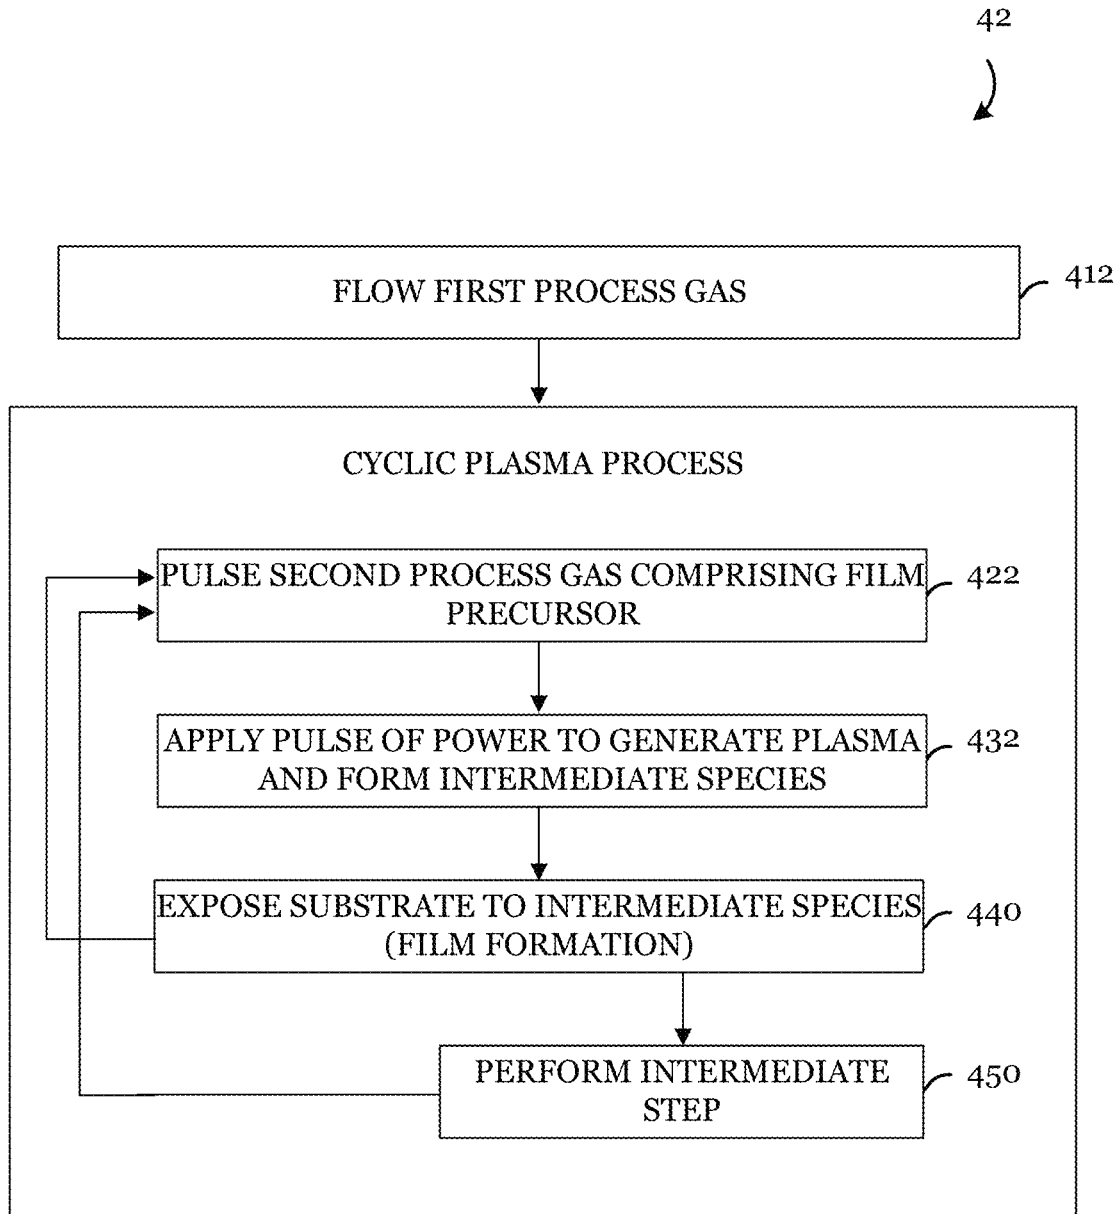 42
FLOW FIRST PROCESS GAS
412
CYCLIC PLASMA PROCESS
PULSE SECOND PROCESS GAS COMPRISING FILM
PRECURSOR
422
APPLY PULSE OF POWER TO GENERATE PLASMA
AND FORM INTERMEDIATE SPECIES
432
EXPOSE SUBSTRATE TO INTERMEDIATE SPECIES
(FILM FORMATION)
440
PERFORM INTERMEDIATE
STEP
450